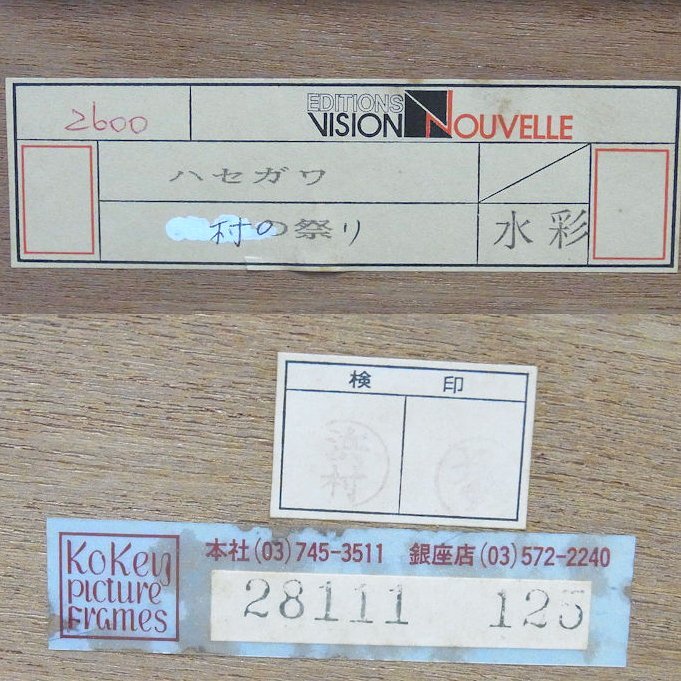 2600
EDITIONS
VISION NOUVELLE
ハセガワ
村の祭り
水彩
検 印
浜村
KoKey
picture
frames
本社(03)745-3511 銀座店(03)572-2240
28111 125